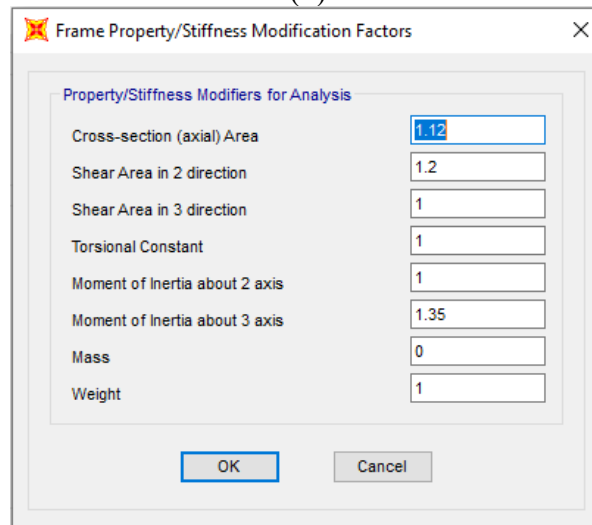 Frame Property/Stiffness Modification Factors
Property/Stiffness Modifiers for Analysis
Cross-section (axial) Area 1.12
Shear Area in 2 direction 1.2
Shear Area in 3 direction 1
Torsional Constant 1
Moment of Inertia about 2 axis 1
Moment of Inertia about 3 axis 1.35
Mass 0
Weight 1
OK Cancel